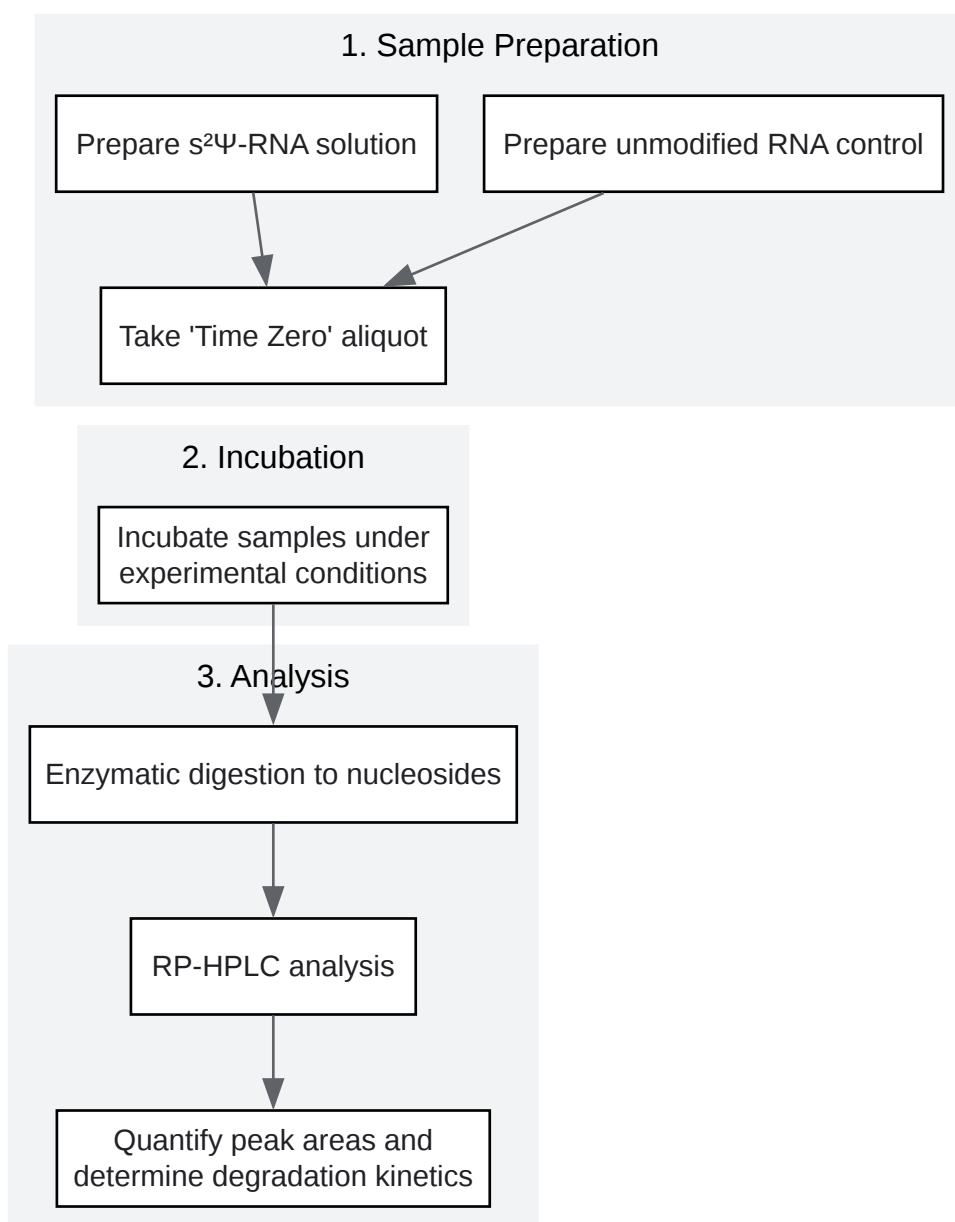 1. Sample Preparation
Prepare s²Ψ-RNA solution
Prepare unmodified RNA control
Take 'Time Zero' aliquot
2. Incubation
Incubate samples under
experimental conditions
3. Analysis
Enzymatic digestion to nucleosides
RP-HPLC analysis
Quantify peak areas and
determine degradation kinetics